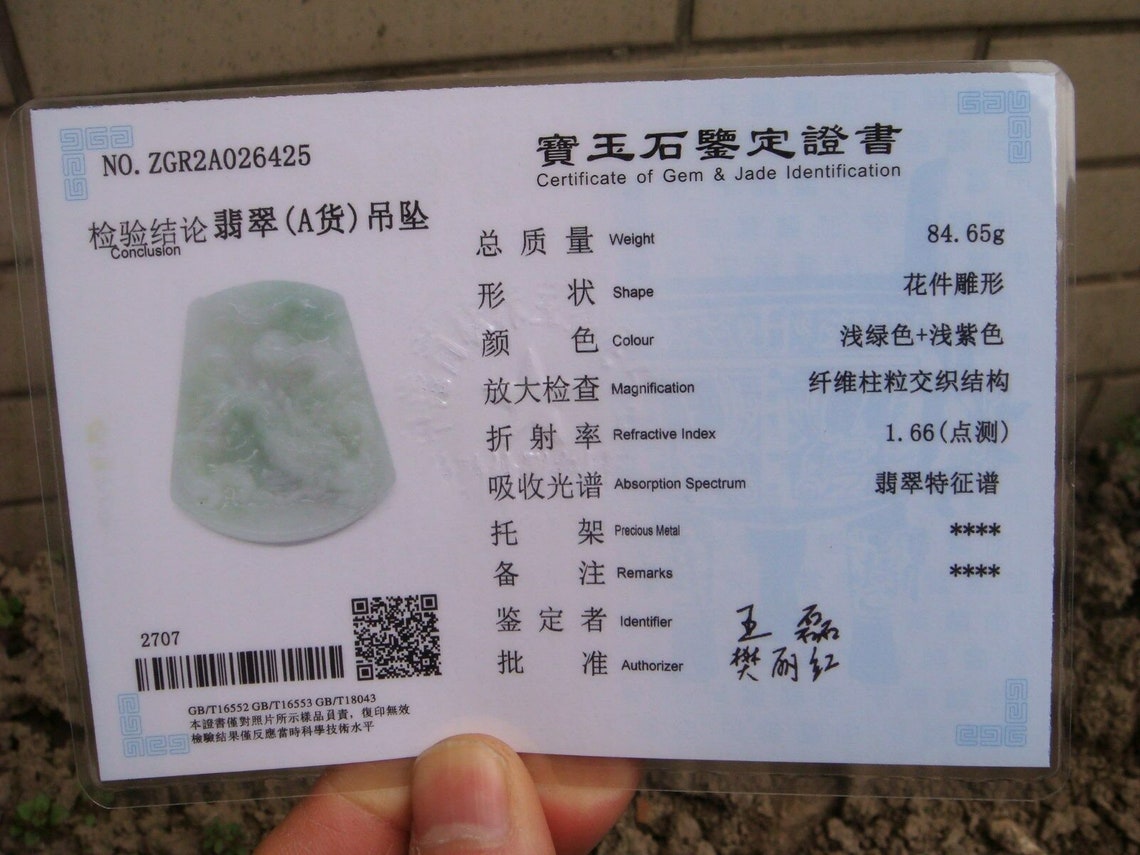 NO. ZGR2A026425
寶玉石鑒定證書
Certificate of Gem & Jade Identification
检验结论 翡翠(A货)吊坠
Conclusion
总质量 Weight 84.65g
形状 Shape 花件雕形
颜色 Colour 浅绿色+浅紫色
放大检查 Magnification 纤维柱粒交织结构
折射率 Refractive Index 1.66(点测)
吸收光谱 Absorption Spectrum 翡翠特征谱
托架 Precious Metal ****
备注 Remarks ****
鉴定者 Identifier 王磊
批准 Authorizer 樊丽红
2707
GB/T16552 GB/T16553 GB/T18043
本證書僅對照片所示樣品負責，復印無效
檢驗結果僅反應當時科學技術水平